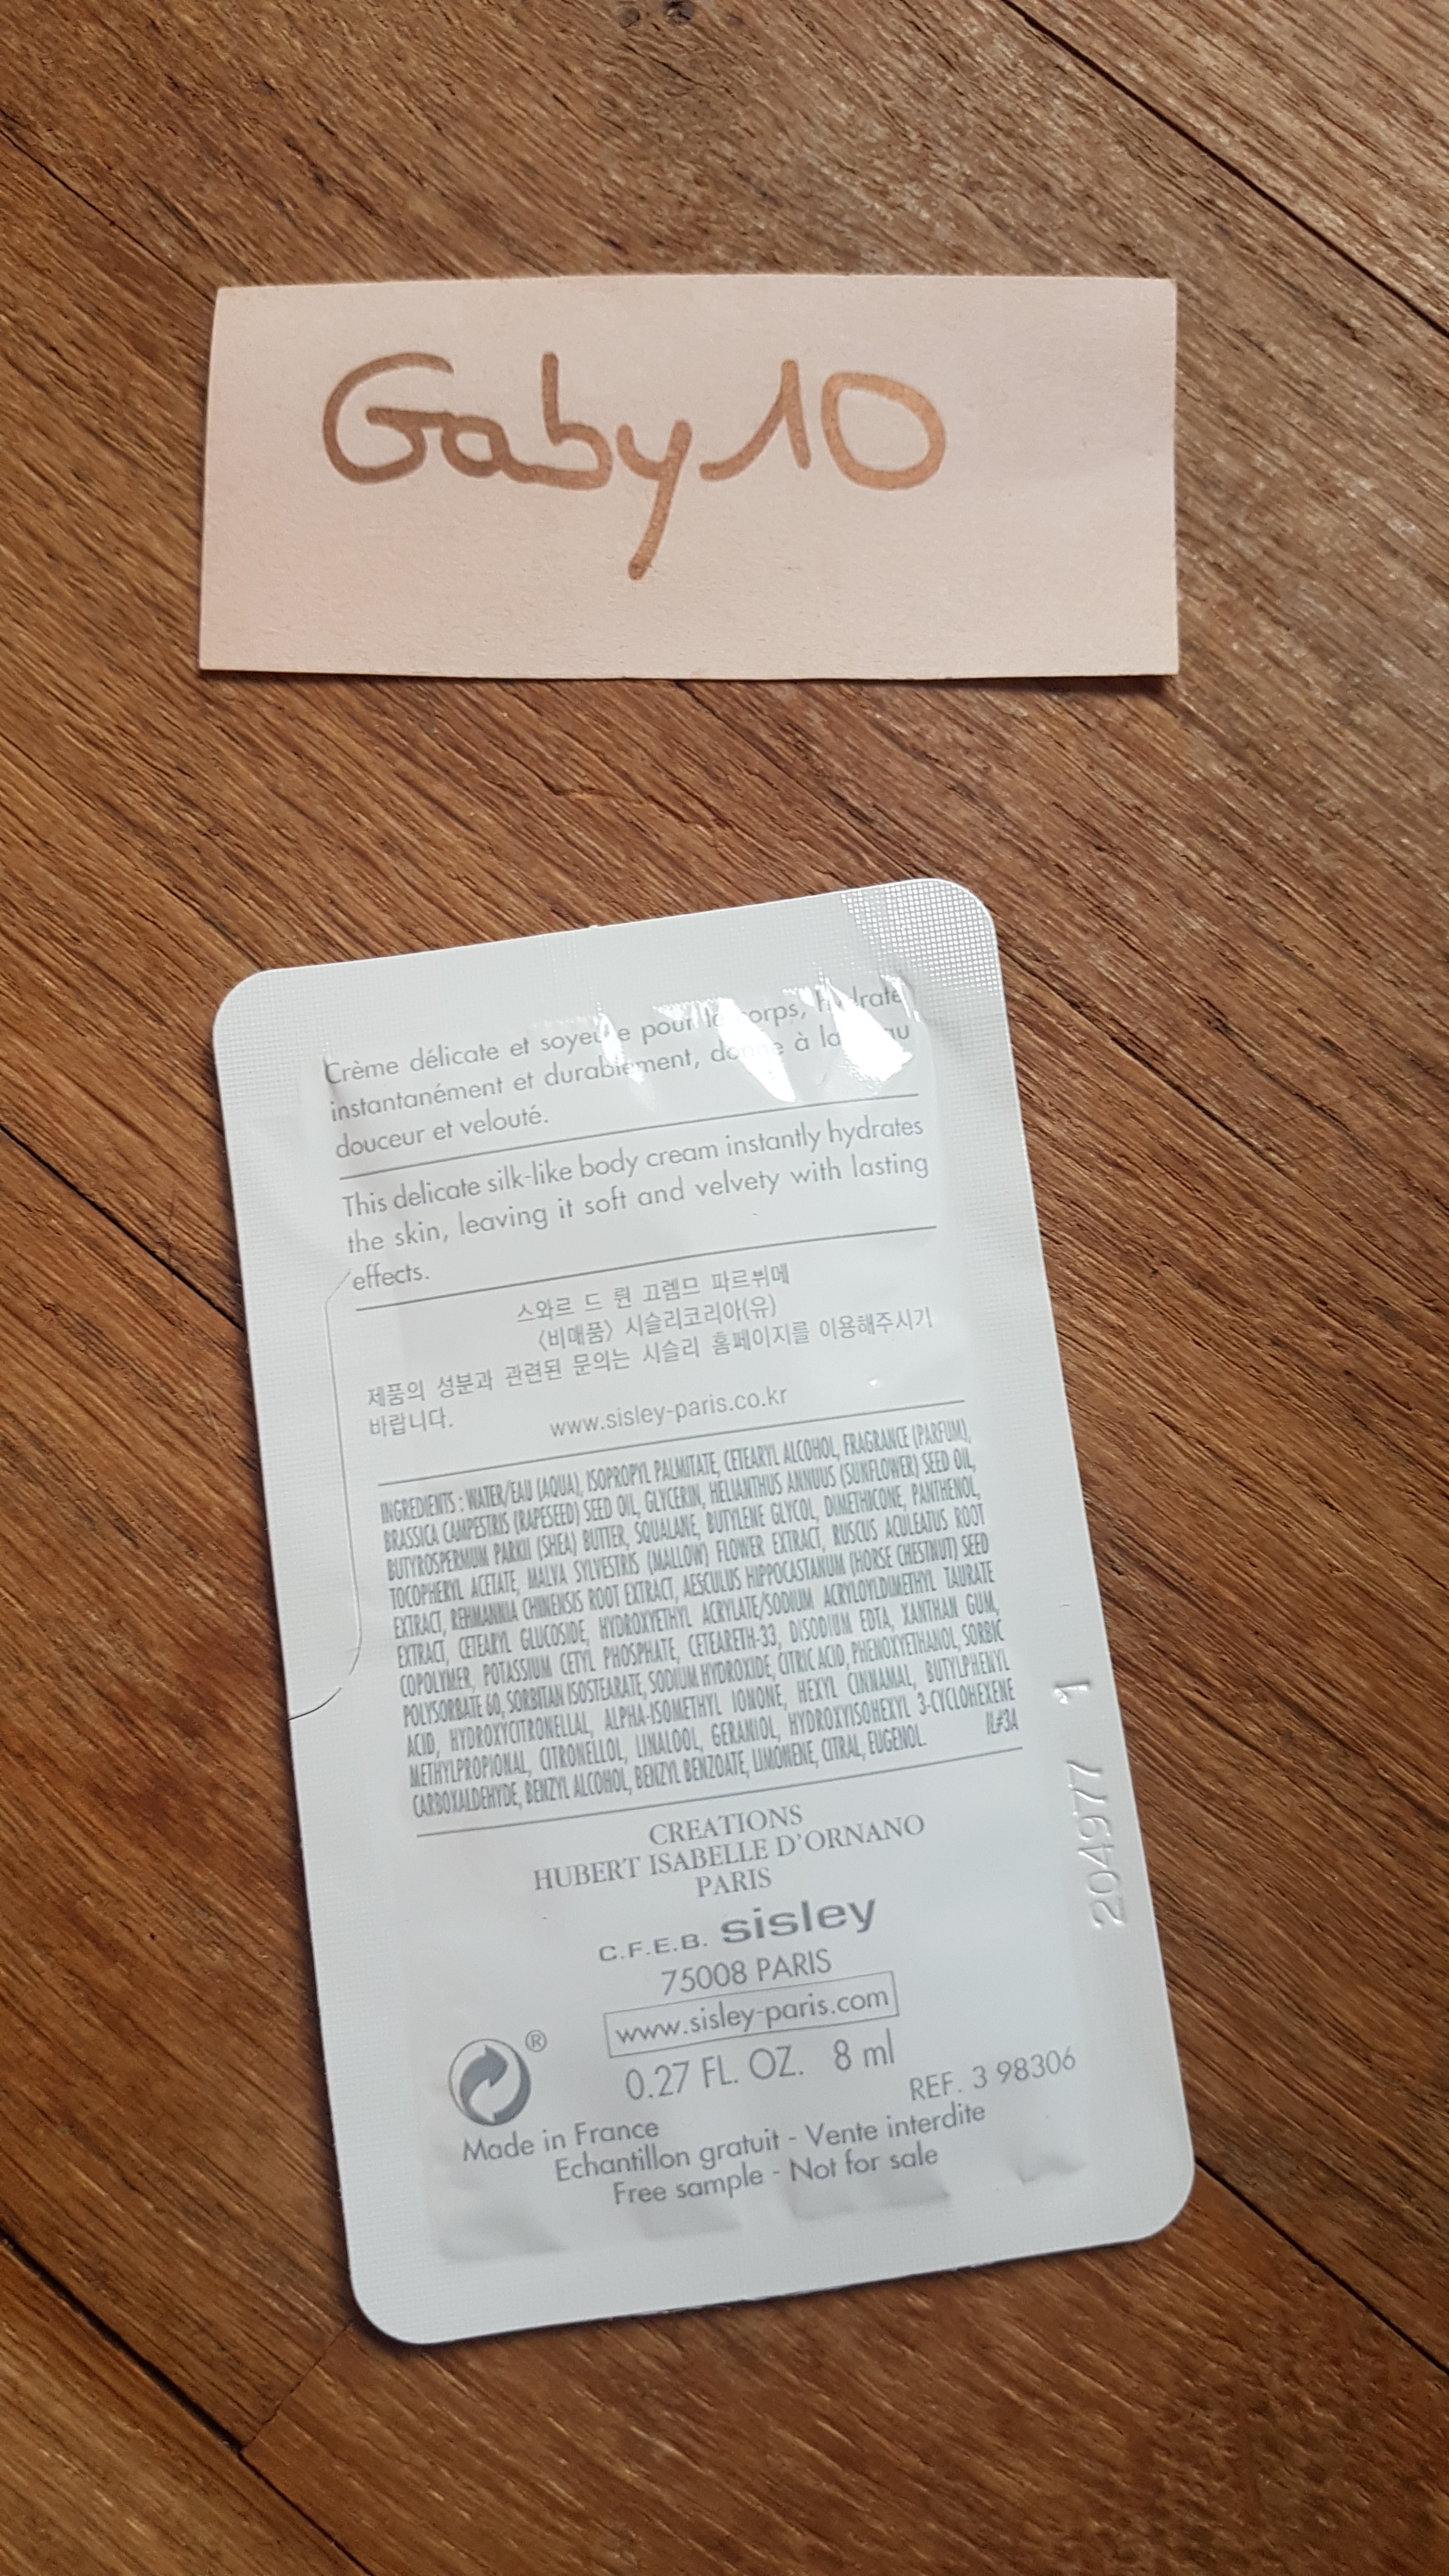 Gaby10
Crème délicate et soyeuse pour le corps, hydrate
instantanément et durablement, donne à la peau
douceur et velouté.
This delicate silk-like body cream instantly hydrates
the skin, leaving it soft and velvety with lasting
effects.
스와르 드 륀 끄렘므 파르뷔메
<비매품> 시슬리코리아(유)
제품의 성분과 관련된 문의는 시슬리 홈페이지를 이용해주시기
바랍니다. www.sisley-paris.co.kr
INGREDIENTS : WATER/EAU (AQUA), ISOPROPYL PALMITATE, CETEARYL ALCOHOL, FRAGRANCE (PARFUM),
BRASSICA CAMPESTRIS (RAPESEED) SEED OIL, GLYCERIN, HELIANTHUS ANNUUS (SUNFLOWER) SEED OIL,
BUTYROSPERMUM PARKII (SHEA) BUTTER, SQUALANE, BUTYLENE GLYCOL, DIMETHICONE, PANTHENOL,
TOCOPHERYL ACETATE, MALVA SYLVESTRIS (MALLOW) FLOWER EXTRACT, RUSCUS ACULEATUS ROOT
EXTRACT, REHMANNIA CHINENSIS ROOT EXTRACT, AESCULUS HIPPOCASTANUM (HORSE CHESTNUT) SEED
EXTRACT, CETEARYL GLUCOSIDE, HYDROXYETHYL ACRYLATE/SODIUM ACRYLOYLDIMETHYL TAURATE
COPOLYMER, POTASSIUM CETYL PHOSPHATE, CETEARETH-33, DISODIUM EDTA, XANTHAN GUM,
POLYSORBATE 60, SORBITAN ISOSTEARATE, SODIUM HYDROXIDE, CITRIC ACID, PHENOXYETHANOL, SORBIC
ACID, HYDROXYCITRONELLAL, ALPHA-ISOMETHYL IONONE, HEXYL CINNAMAL, BUTYLPHENYL
METHYLPROPIONAL, CITRONELLOL, LINALOOL, GERANIOL, HYDROXYISOHEXYL 3-CYCLOHEXENE
CARBOXALDEHYDE, BENZYL ALCOHOL, BENZYL BENZOATE, LIMONENE, CITRAL, EUGENOL. IL#3A
CREATIONS
HUBERT ISABELLE D'ORNANO
PARIS
C.F.E.B. sisley
75008 PARIS
www.sisley-paris.com
0.27 FL. OZ. 8 ml
REF. 3 98306
Made in France
Echantillon gratuit - Vente interdite
Free sample - Not for sale
204977 1